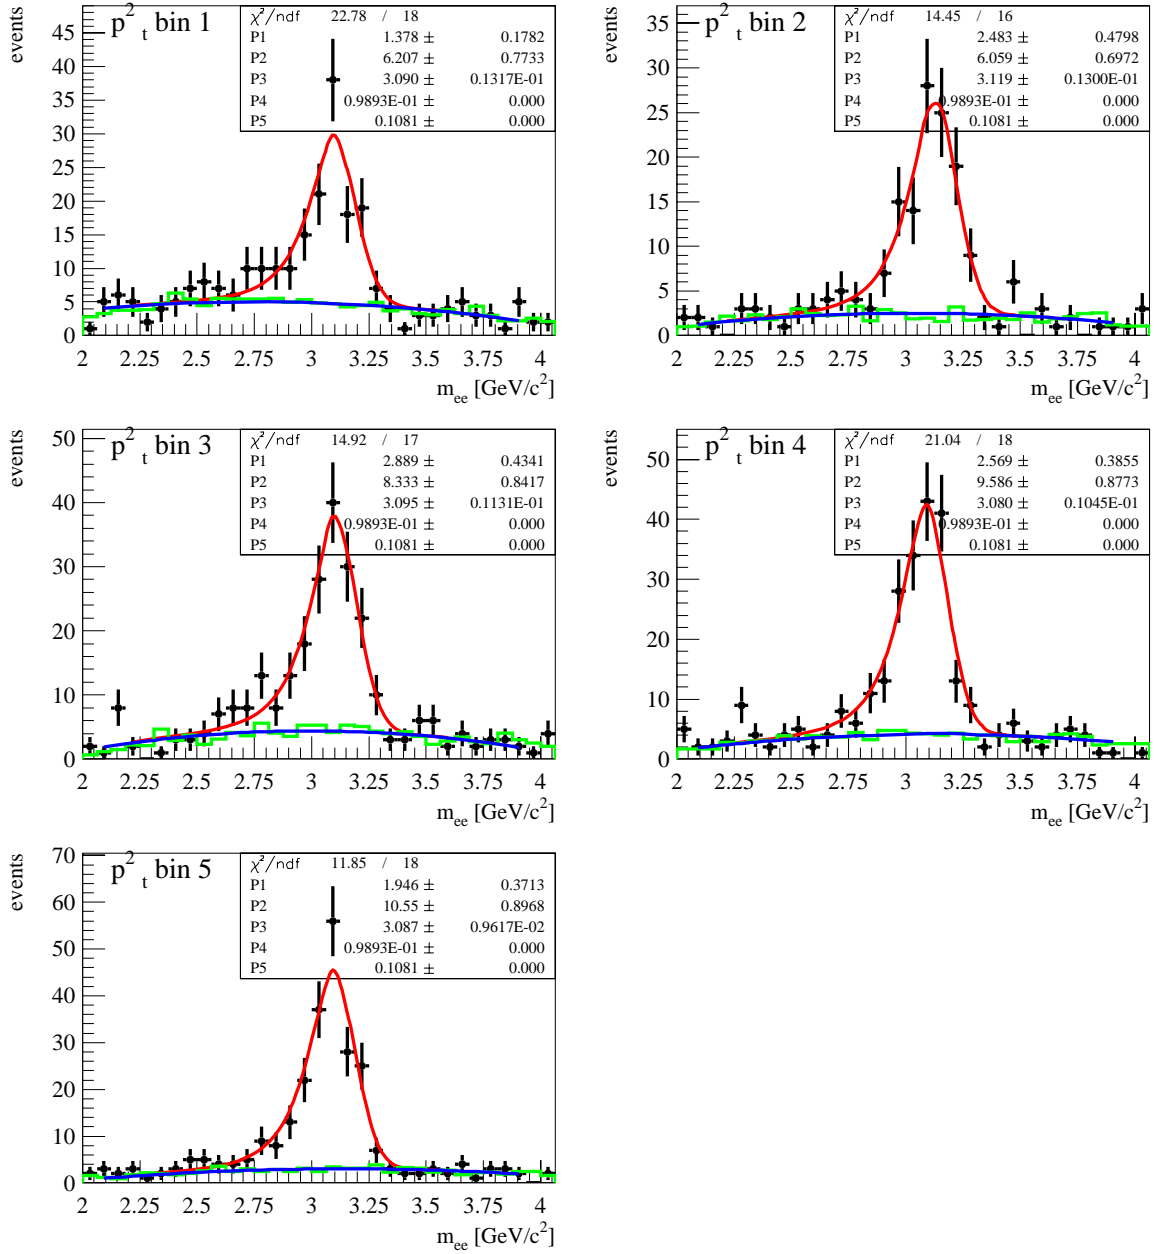 p²t bin 1
χ²/ndf 22.78 / 18
P1 1.378 ± 0.1782
P2 6.207 ± 0.7733
P3 3.090 ± 0.1317E-01
P4 0.9893E-01 ± 0.000
P5 0.1081 ± 0.000
events
45
40
35
30
25
20
15
10
5
0
2 2.25 2.5 2.75 3 3.25 3.5 3.75 4
mee [GeV/c²]
p²t bin 2
χ²/ndf 14.45 / 16
P1 2.483 ± 0.4798
P2 6.059 ± 0.6972
P3 3.119 ± 0.1300E-01
P4 0.9893E-01 ± 0.000
P5 0.1081 ± 0.000
events
35
30
25
20
15
10
5
0
2 2.25 2.5 2.75 3 3.25 3.5 3.75 4
mee [GeV/c²]
p²t bin 3
χ²/ndf 14.92 / 17
P1 2.889 ± 0.4341
P2 8.333 ± 0.8417
P3 3.095 ± 0.1131E-01
P4 0.9893E-01 ± 0.000
P5 0.1081 ± 0.000
events
50
40
30
20
10
0
2 2.25 2.5 2.75 3 3.25 3.5 3.75 4
mee [GeV/c²]
p²t bin 4
χ²/ndf 21.04 / 18
P1 2.569 ± 0.3855
P2 9.586 ± 0.8773
P3 3.080 ± 0.1045E-01
P4 0.9893E-01 ± 0.000
P5 0.1081 ± 0.000
events
50
40
30
20
10
0
2 2.25 2.5 2.75 3 3.25 3.5 3.75 4
mee [GeV/c²]
p²t bin 5
χ²/ndf 11.85 / 18
P1 1.946 ± 0.3713
P2 10.55 ± 0.8968
P3 3.087 ± 0.9617E-02
P4 0.9893E-01 ± 0.000
P5 0.1081 ± 0.000
events
70
60
50
40
30
20
10
0
2 2.25 2.5 2.75 3 3.25 3.5 3.75 4
mee [GeV/c²]